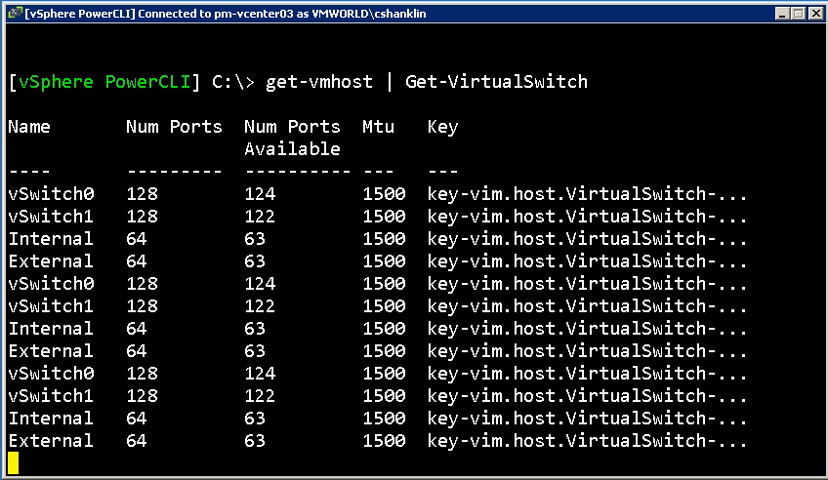 [vSphere PowerCLI] Connected to pm-vcenter03 as VMWORLD\cshanklin
[vSphere PowerCLI] C:\> get-vmhost | Get-VirtualSwitch
Name Num Ports Num Ports Mtu Key
Available
---- --------- ---------- --- ---
vSwitch0 128 124 1500 key-vim.host.VirtualSwitch-...
vSwitch1 128 122 1500 key-vim.host.VirtualSwitch-...
Internal 64 63 1500 key-vim.host.VirtualSwitch-...
External 64 63 1500 key-vim.host.VirtualSwitch-...
vSwitch0 128 124 1500 key-vim.host.VirtualSwitch-...
vSwitch1 128 122 1500 key-vim.host.VirtualSwitch-...
Internal 64 63 1500 key-vim.host.VirtualSwitch-...
External 64 63 1500 key-vim.host.VirtualSwitch-...
vSwitch0 128 124 1500 key-vim.host.VirtualSwitch-...
vSwitch1 128 122 1500 key-vim.host.VirtualSwitch-...
Internal 64 63 1500 key-vim.host.VirtualSwitch-...
External 64 63 1500 key-vim.host.VirtualSwitch-...